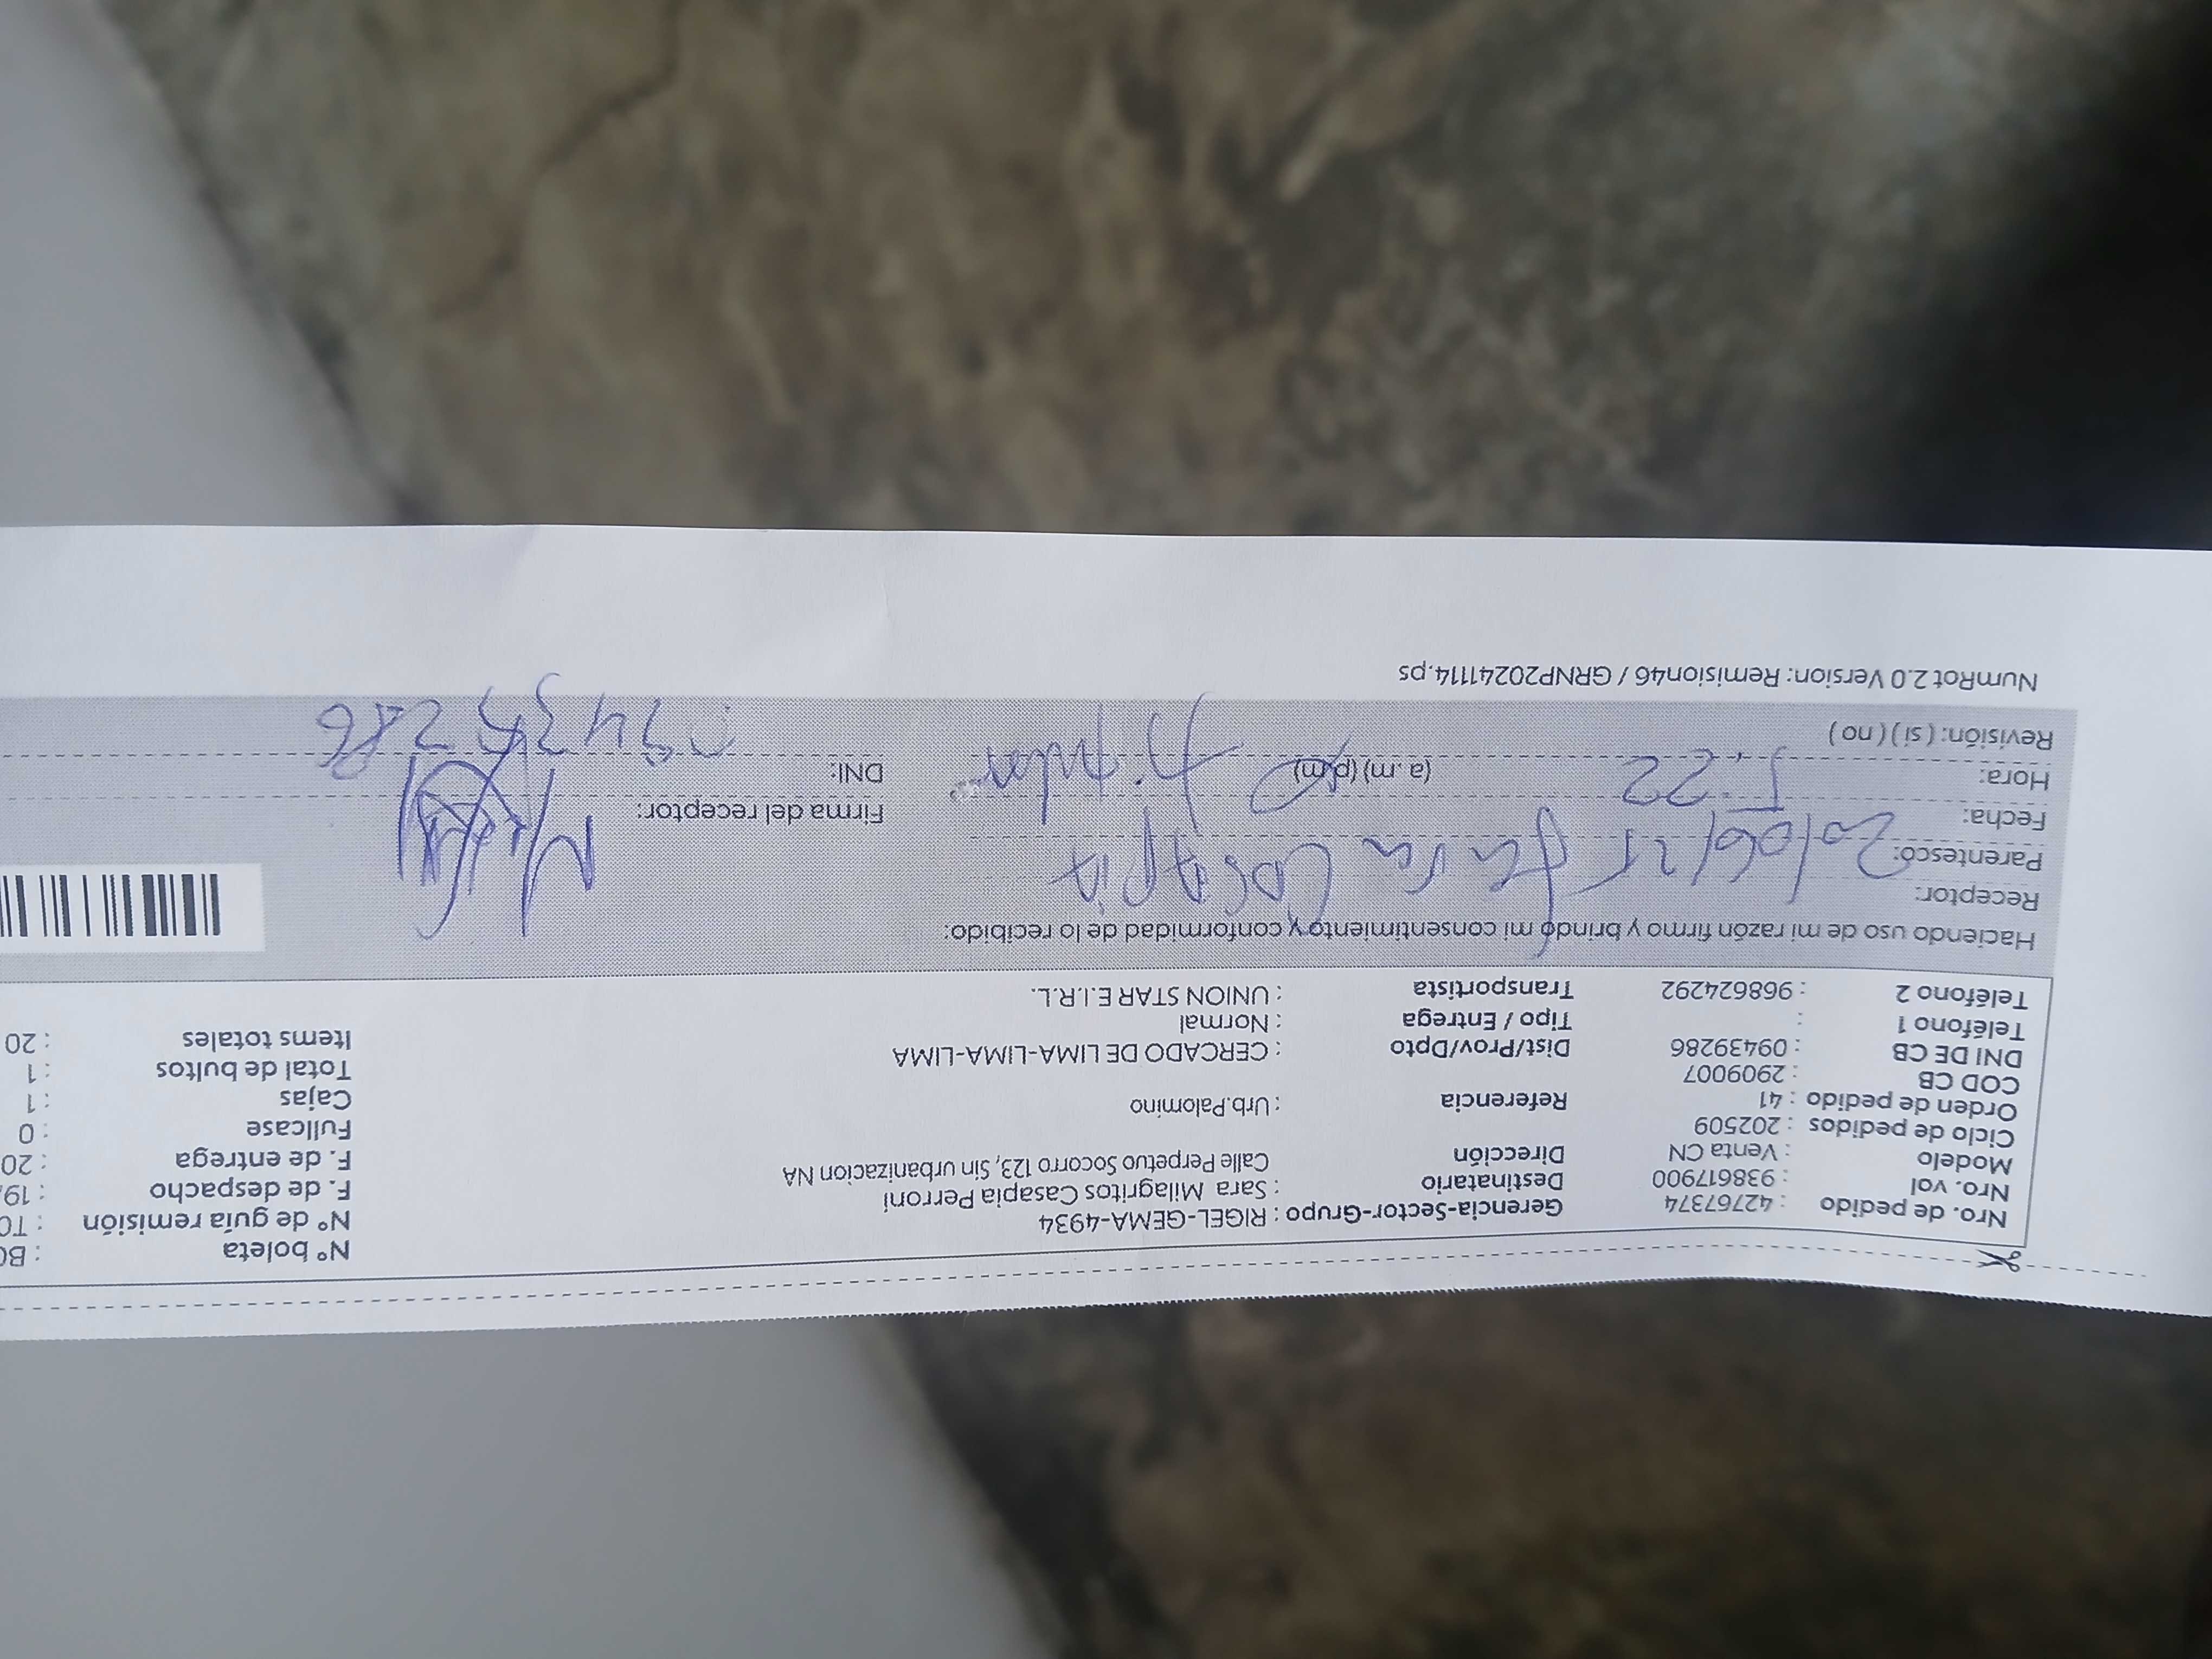 Nro. de pedido : 42767374 Gerencia-Sector-Grupo : RIGEL-GEMA-4934 N° boleta : BO
Nro. vol : 938617900 Destinatario : Sara Milagritos Casapia Perroni N° de guía remisión : T0
Modelo : Venta CN Dirección Calle Perpetuo Socorro 123, Sin urbanizacion NA F. de despacho : 19/
Ciclo de pedidos : 202509 F. de entrega : 20
Orden de pedido : 41 Referencia : Urb.Palomino Fullcase : 0
COD CB : 2909007 Cajas : 1
DNI DE CB : 09439286 Dist/Prov/Dpto : CERCADO DE LIMA-LIMA-LIMA Total de bultos : 1
Teléfono 1 : Tipo / Entrega : Normal Items totales : 20
Teléfono 2 : 968624292 Transportista : UNION STAR E.I.R.L.
Haciendo uso de mi razón firmo y brindo mi consentimiento y conformidad de lo recibido:
Receptor:
Parentesco: Casapia
Fecha: 20/06/25 Firma del receptor:
Hora: 5:22 (a.m) (p.m) Titular DNI: 09439286
Revisión: ( si ) ( no )
NumRot 2.0 Version: Remision46 / GRNP20241114.ps